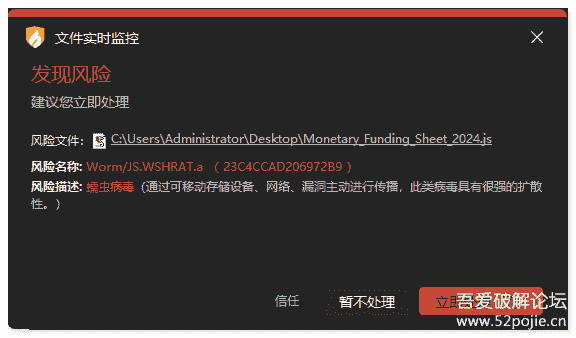 文件实时监控
发现风险
建议您立即处理
风险文件: C:\Users\Administrator\Desktop\Monetary_Funding_Sheet_2024.js
风险名称: Worm/JS.WSHRAT.a ( 23C4CCAD206972B9 )
风险描述: 蠕虫病毒 (通过可移动存储设备、网络、漏洞主动进行传播，此类病毒具有很强的扩散
性。)
信任
暂不处理
立即
吾爱破解论坛
www.52pojie.cn